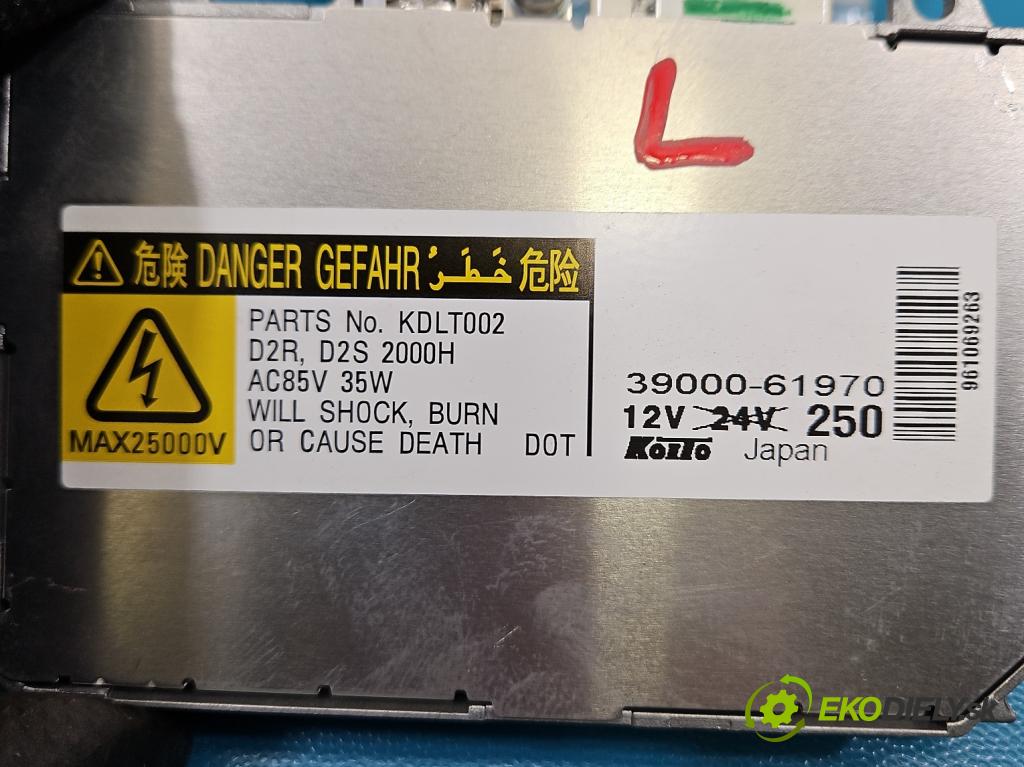 L
危険 DANGER GEFAHR خَطَرٌ 危险
MAX25000V
PARTS No. KDLT002
D2R, D2S 2000H
AC85V 35W
WILL SHOCK, BURN
OR CAUSE DEATH DOT
39000-61970
12V 24V 250
KOITO Japan
961069263
EKODIELY.SK